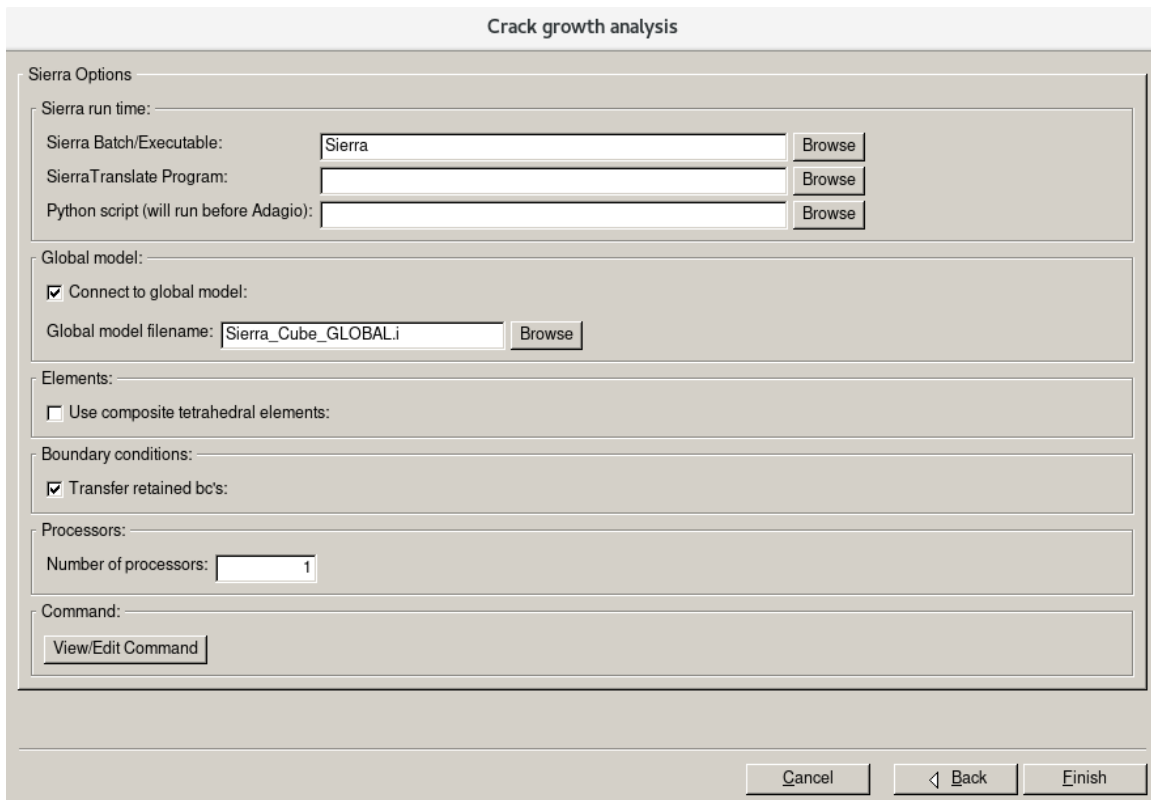 Crack growth analysis
Sierra Options
Sierra run time:
Sierra Batch/Executable: Sierra Browse
SierraTranslate Program: Browse
Python script (will run before Adagio): Browse
Global model:
Connect to global model:
Global model filename: Sierra_Cube_GLOBAL.i Browse
Elements:
Use composite tetrahedral elements:
Boundary conditions:
Transfer retained bc's:
Processors:
Number of processors: 1
Command:
View/Edit Command
Cancel Back Finish